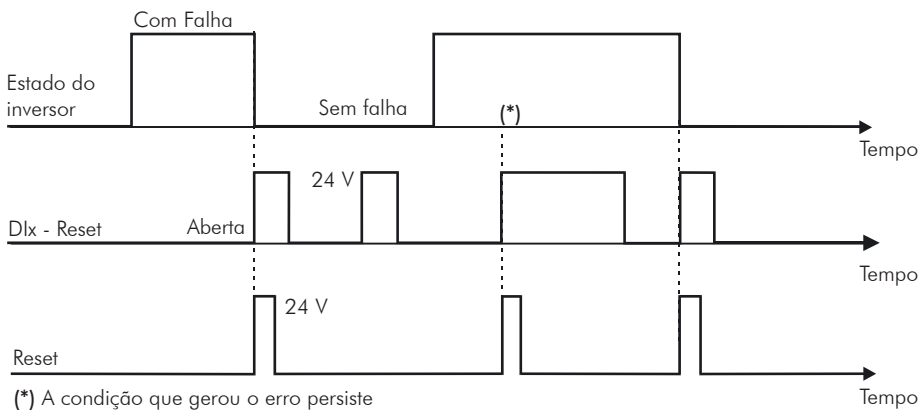 Com Falha
Estado do
inversor
Sem falha
(*)
Tempo
24 V
DIx - Reset
Aberta
Tempo
24 V
Reset
(*) A condição que gerou o erro persiste
Tempo